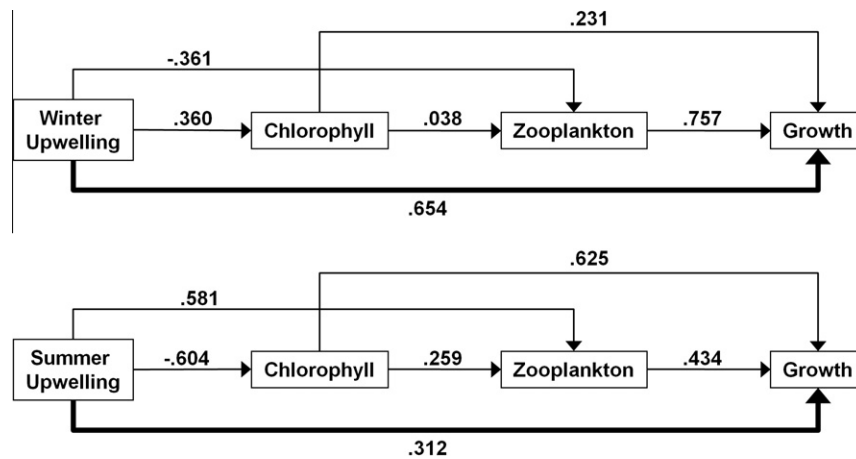 .231
-.361
Winter
Upwelling
.360
Chlorophyll
.038
Zooplankton
.757
Growth
.654
.625
.581
Summer
Upwelling
-.604
Chlorophyll
.259
Zooplankton
.434
Growth
.312